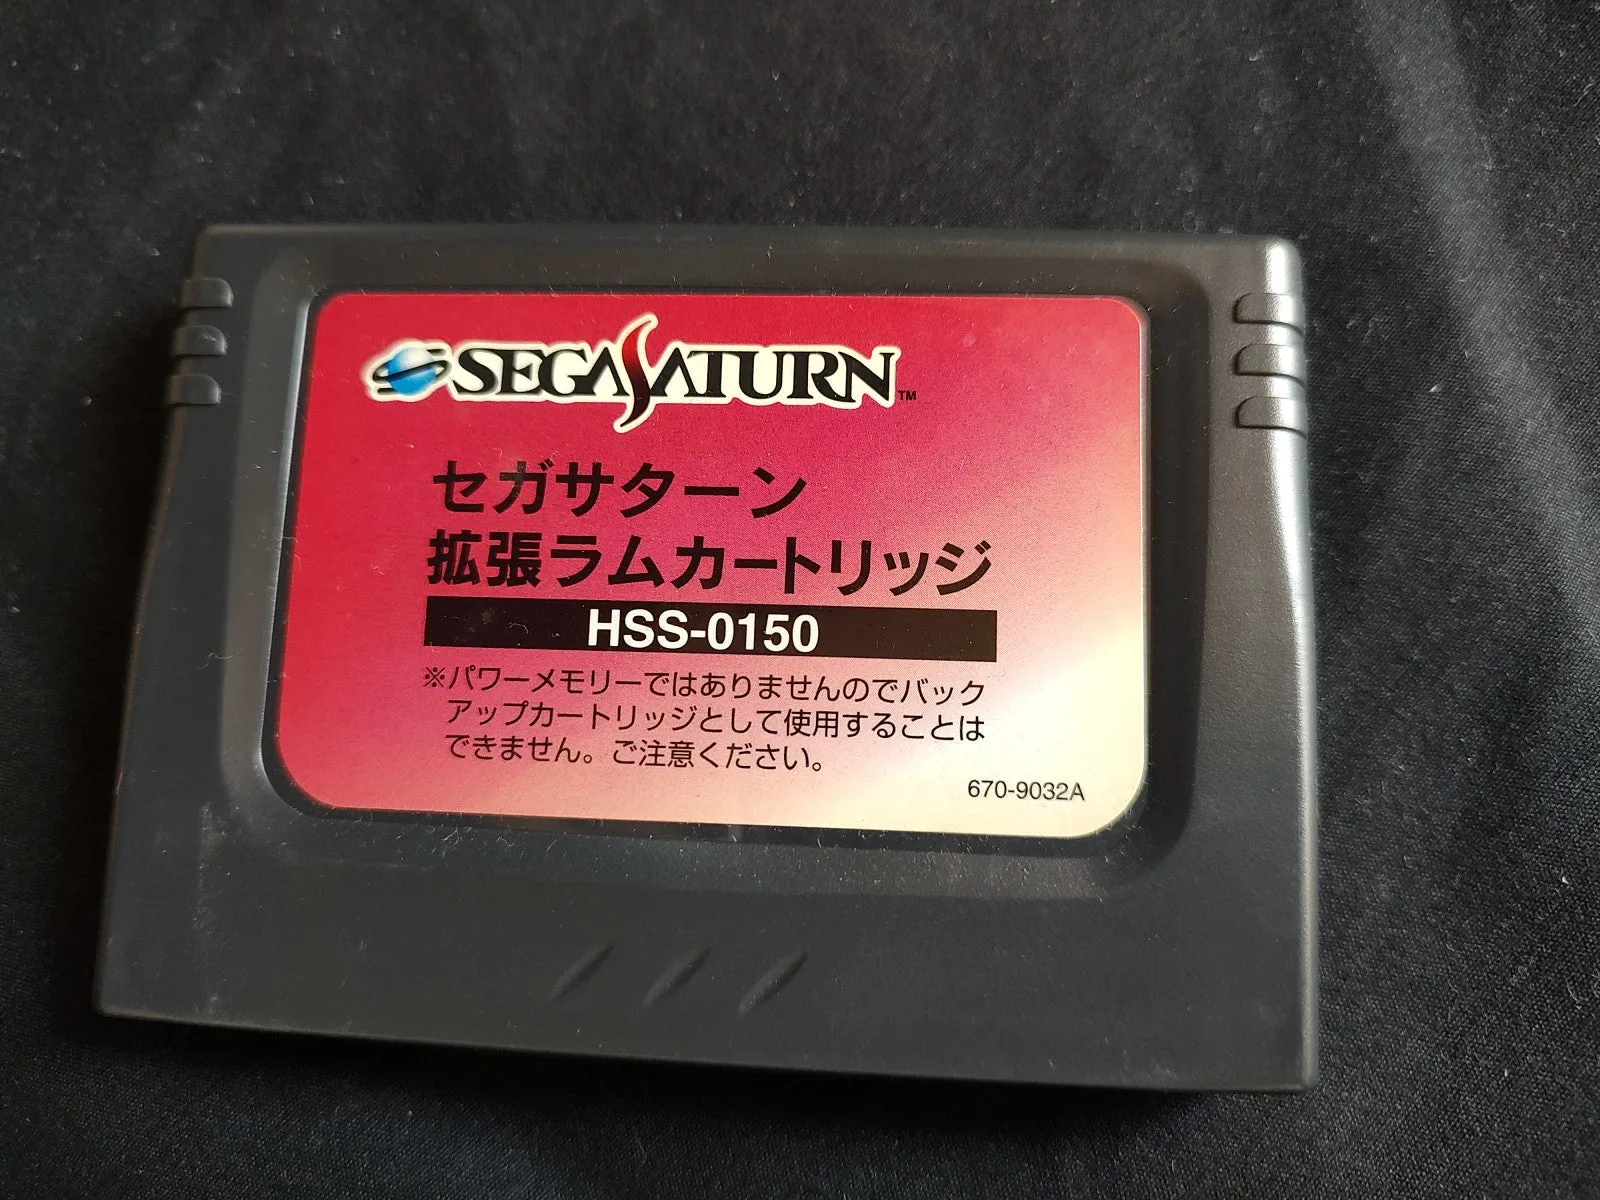 SEGASATURN™
セガサターン
拡張ラムカートリッジ
HSS-0150
※パワーメモリーではありませんのでバック
アップカートリッジとして使用することは
できません。ご注意ください。
670-9032A